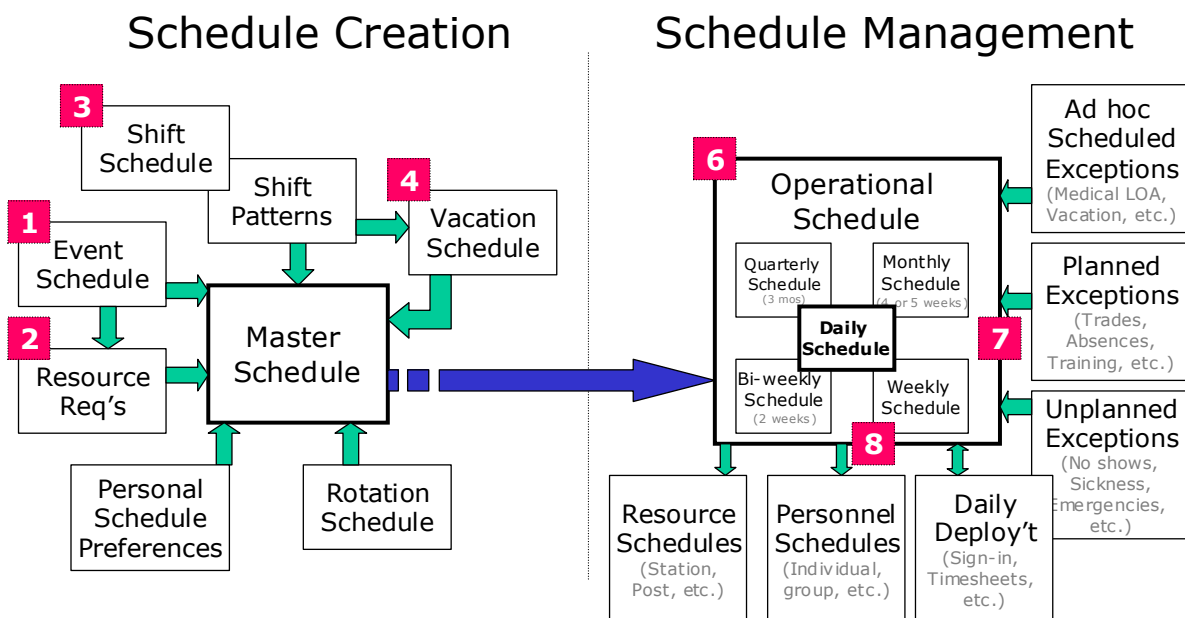 Schedule Creation
Schedule Management
3
Shift
Schedule
Shift
Patterns
4
Vacation
Schedule
1
Event
Schedule
2
Resource
Req's
Master
Schedule
Personal
Schedule
Preferences
Rotation
Schedule
6
Operational
Schedule
Quarterly
Schedule
(3 mos)
Monthly
Schedule
(4 or 5 weeks)
Daily
Schedule
Bi-weekly
Schedule
(2 weeks)
Weekly
Schedule
7
8
Ad hoc
Scheduled
Exceptions
(Medical LOA,
Vacation, etc.)
Planned
Exceptions
(Trades,
Absences,
Training, etc.)
Unplanned
Exceptions
(No shows,
Sickness,
Emergencies,
etc.)
Resource
Schedules
(Station,
Post, etc.)
Personnel
Schedules
(Individual,
group, etc.)
Daily
Deploy't
(Sign-in,
Timesheets,
etc.)